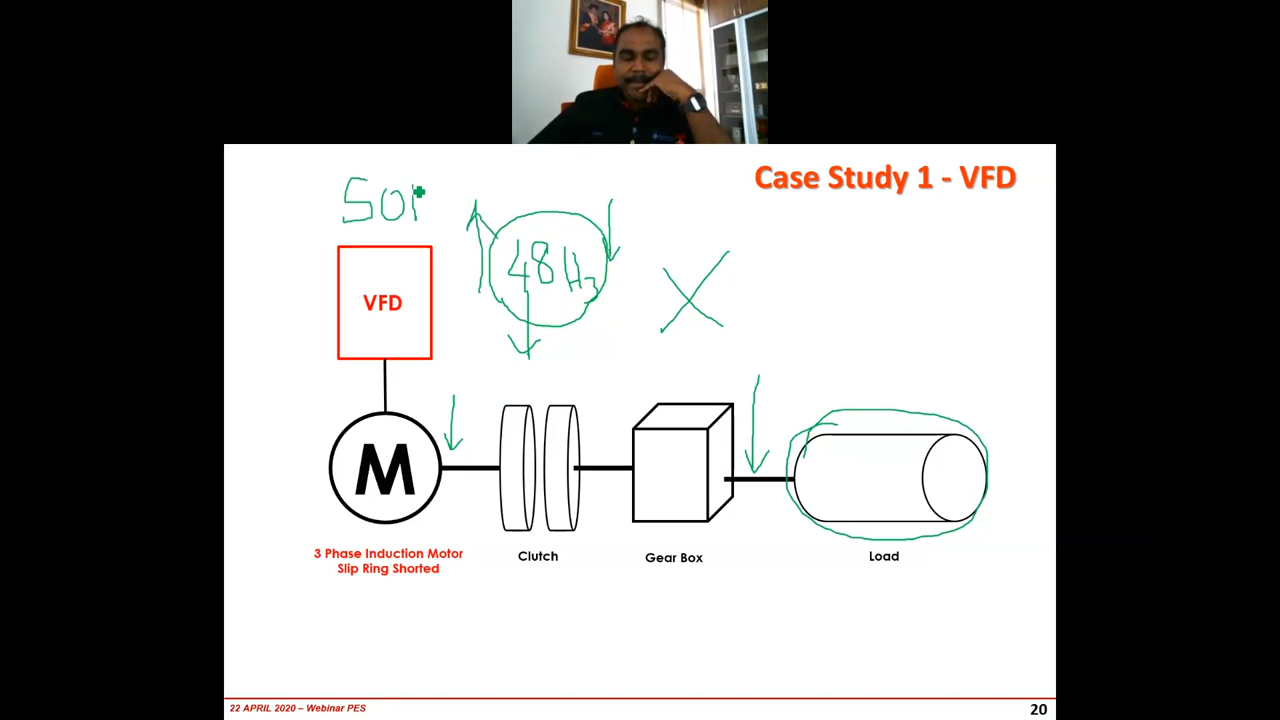 Case Study 1 - VFD
48Hz
VFD
M
3 Phase Induction Motor
Slip Ring Shorted
Clutch
Gear Box
Load
22 APRIL 2020 – Webinar PES
20